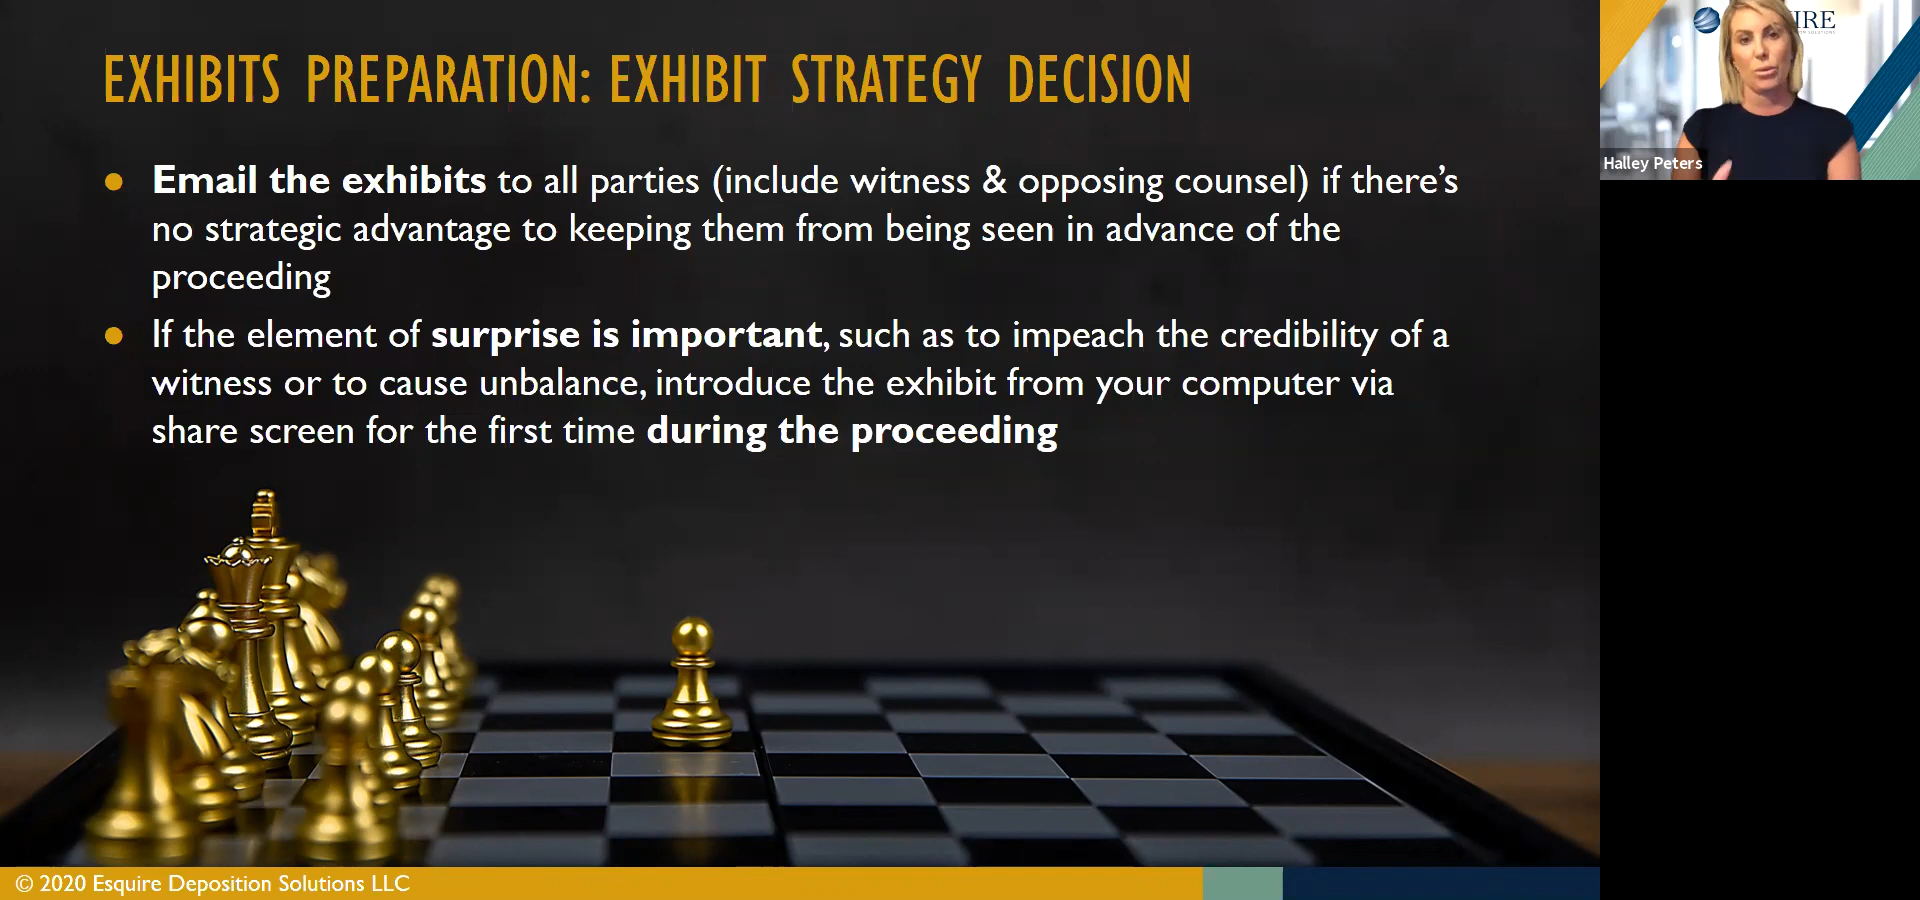 EXHIBITS PREPARATION: EXHIBIT STRATEGY DECISION
Email the exhibits to all parties (include witness & opposing counsel) if there's
no strategic advantage to keeping them from being seen in advance of the
proceeding
If the element of surprise is important, such as to impeach the credibility of a
witness or to cause unbalance, introduce the exhibit from your computer via
share screen for the first time during the proceeding
IRE
Halley Peters
© 2020 Esquire Deposition Solutions LLC